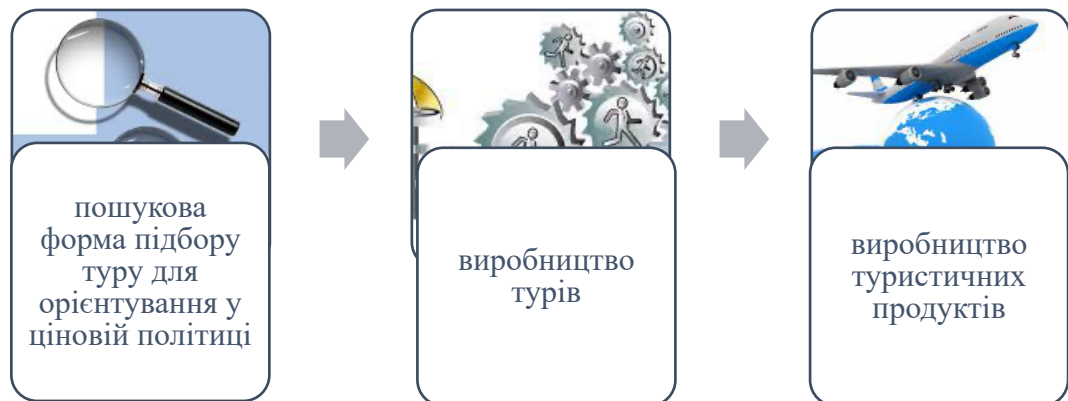 пошукова
форма підбору
туру для
орієнтування у
ціновій політиці
виробництво
турів
виробництво
туристичних
продуктів